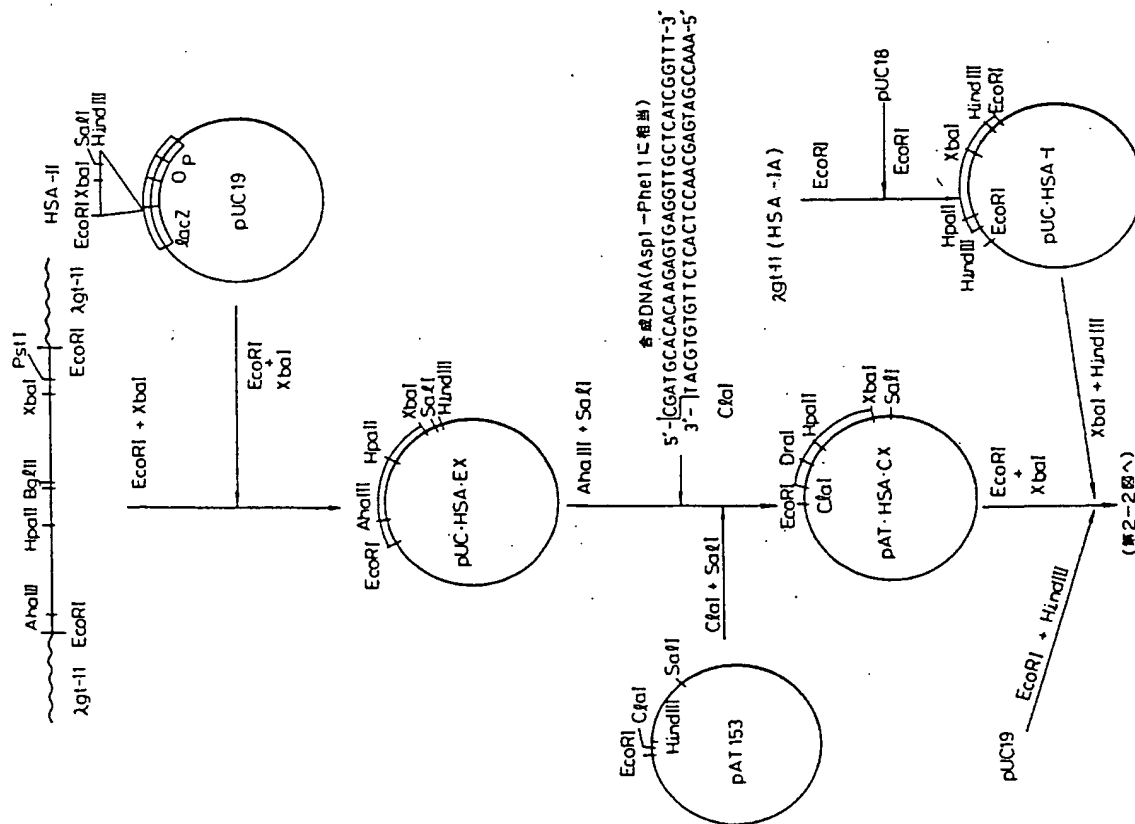 λgt-11 AhaIII HpaII BglII XbaI PstI λgt-11 HSA-II
EcoRI EcoRI
EcoRI XbaI SalI HindIII
lacZ O P
pUC19
EcoRI + XbaI
EcoRI
+
XbaI
EcoRI AhaIII HpaII XbaI SalI HindIII
pUC·HSA·EX
AhaIII + SalI
合成DNA(Asp1-Phe11に相当)
5'-CGATGCACACAAGAGTGAGGTTGCTCATCGGTTT-3'
3'-TACGTGTGTTCTCACTCCAACGAGTAGCCAAA-5'
ClaI
EcoRI ClaI
HindIII SalI
pAT153
ClaI + SalI
EcoRI DraI HpaII XbaI SalI
ClaI
pAT·HSA·CX
λgt-11 (HSA-IA)
EcoRI
pUC18
EcoRI
HpaII XbaI HindIII
HindIII EcoRI EcoRI
pUC·HSA-I
EcoRI
+
XbaI
XbaI + HindIII
pUC19
EcoRI + HindIII
(第2-2図へ)